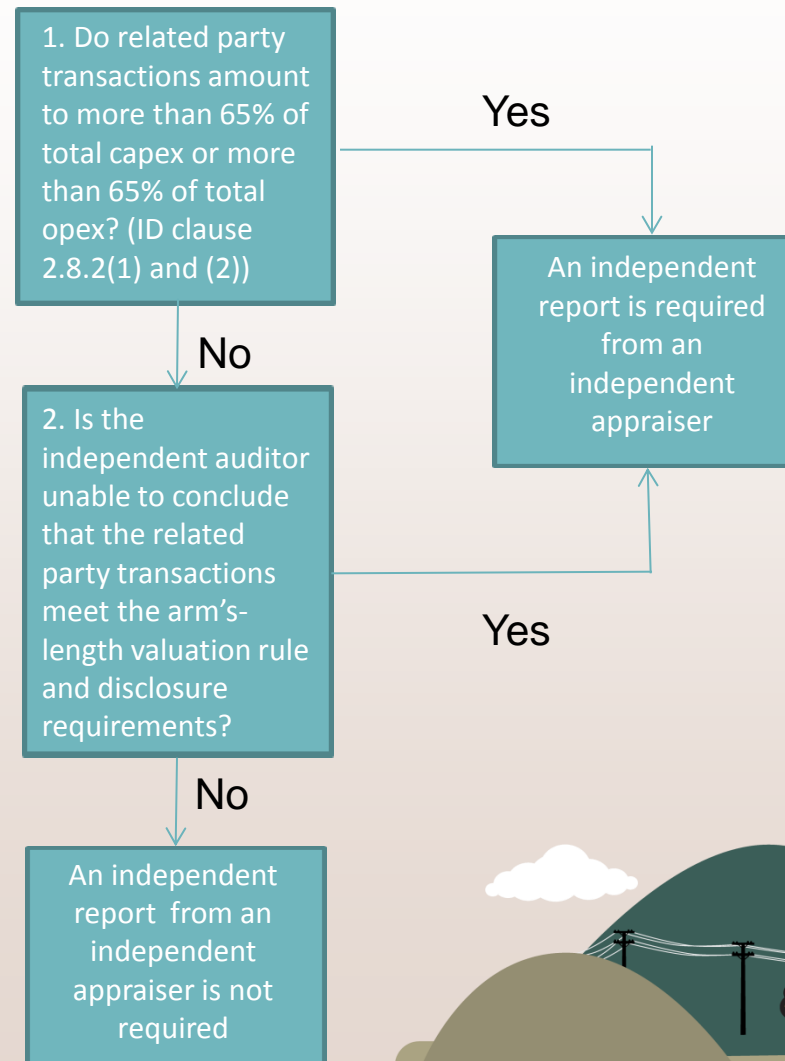 1. Do related party
transactions amount
to more than 65% of
total capex or more
than 65% of total
opex? (ID clause
2.8.2(1) and (2))
Yes
An independent
report is required
from an
independent
appraiser
No
2. Is the
independent auditor
unable to conclude
that the related
party transactions
meet the arm’s-
length valuation rule
and disclosure
requirements?
Yes
No
An independent
report from an
independent
appraiser is not
required